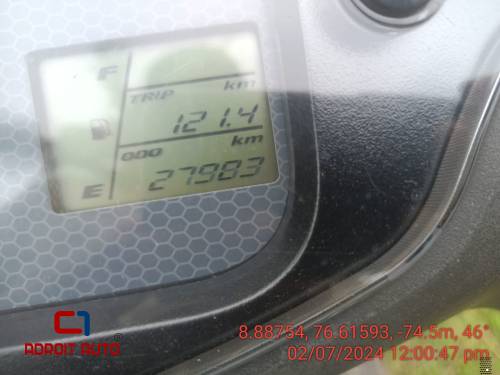 F
km
TRIP
121.4
ODO km
E 27983
ADROIT AUTO
8.88754, 76.61593, -74.5m, 46°
02/07/2024 12:00:47 pm